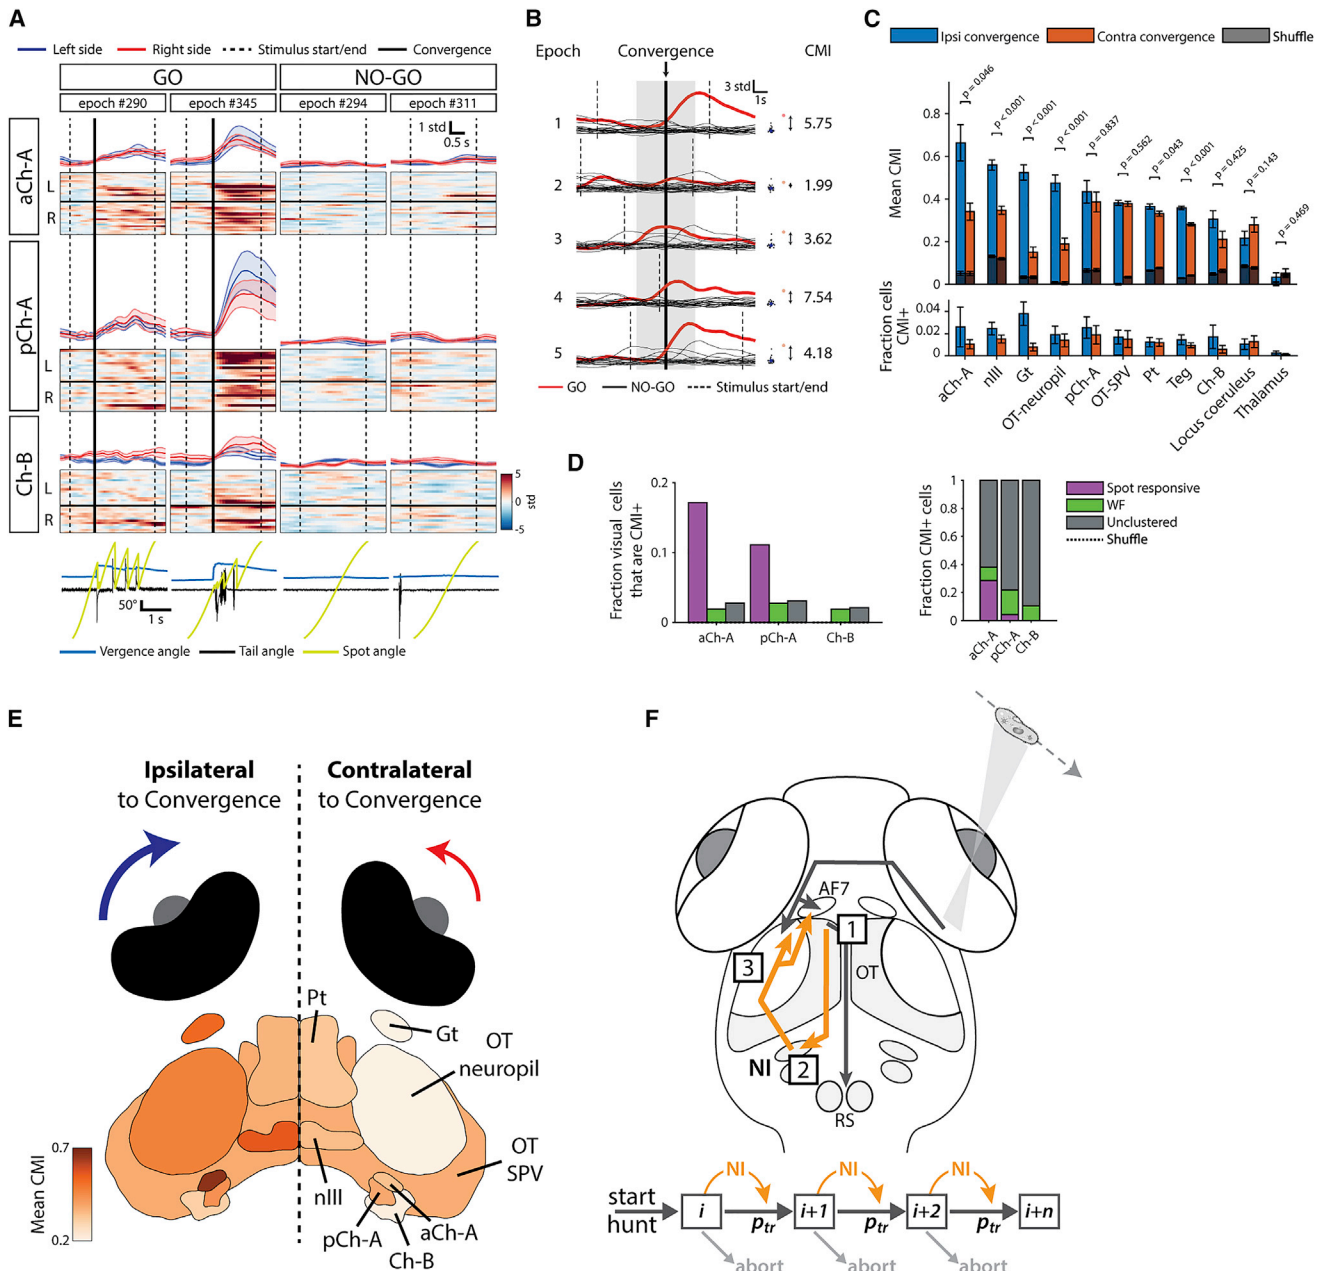 A
Left side
Right side
Stimulus start/end
Convergence
GO
NO-GO
epoch #290
epoch #345
epoch #294
epoch #311
1 std
0.5 s
aCh-A
L
R
pCh-A
L
R
Ch-B
L
R
5
0
-5
std
50°
1 s
Vergence angle
Tail angle
Spot angle
B
Epoch
Convergence
CMI
3 std
1s
1
5.75
2
1.99
3
3.62
4
7.54
5
4.18
GO
NO-GO
Stimulus start/end
C
Ipsi convergence
Contra convergence
Shuffle
p = 0.046
p < 0.001
p < 0.001
p < 0.001
p = 0.837
p = 0.562
p = 0.043
p < 0.001
p = 0.425
p = 0.143
p = 0.469
Mean CMI
0.8
0.6
0.4
0.2
0
Fraction cells
CMI+
0.04
0.02
0
aCh-A
nIII
Gt
OT-neuropil
pCh-A
OT-SPV
Pt
Teg
Ch-B
Locus coeruleus
Thalamus
D
Fraction visual cells
that are CMI+
0.2
0.1
0
aCh-A
pCh-A
Ch-B
Fraction CMI+ cells
1
0.8
0.6
0.4
0.2
0
aCh-A
pCh-A
Ch-B
Spot responsive
WF
Unclustered
Shuffle
E
Ipsilateral
to Convergence
Contralateral
to Convergence
Pt
Gt
OT
neuropil
OT
SPV
nIII
pCh-A
aCh-A
Ch-B
Mean CMI
0.7
0.2
F
AF7
1
OT
3
NI
2
RS
NI
NI
NI
start
hunt
i
ptr
i+1
ptr
i+2
ptr
i+n
abort
abort
abort